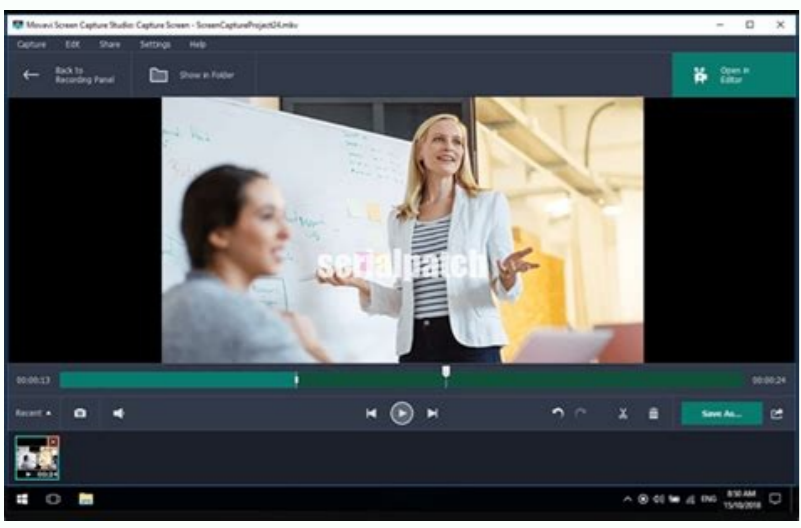 Movavi Screen Capture Studio: Capture Screen - ScreenCaptureProject24.mkv
Capture Edit Share Settings Help
Back to
Recording Panel
Show in Folder
Open in
Editor
serialpatch
00:00:13
00:00:24
Recent
Save As...
00:24
ENG
8:50 AM
15/10/2018